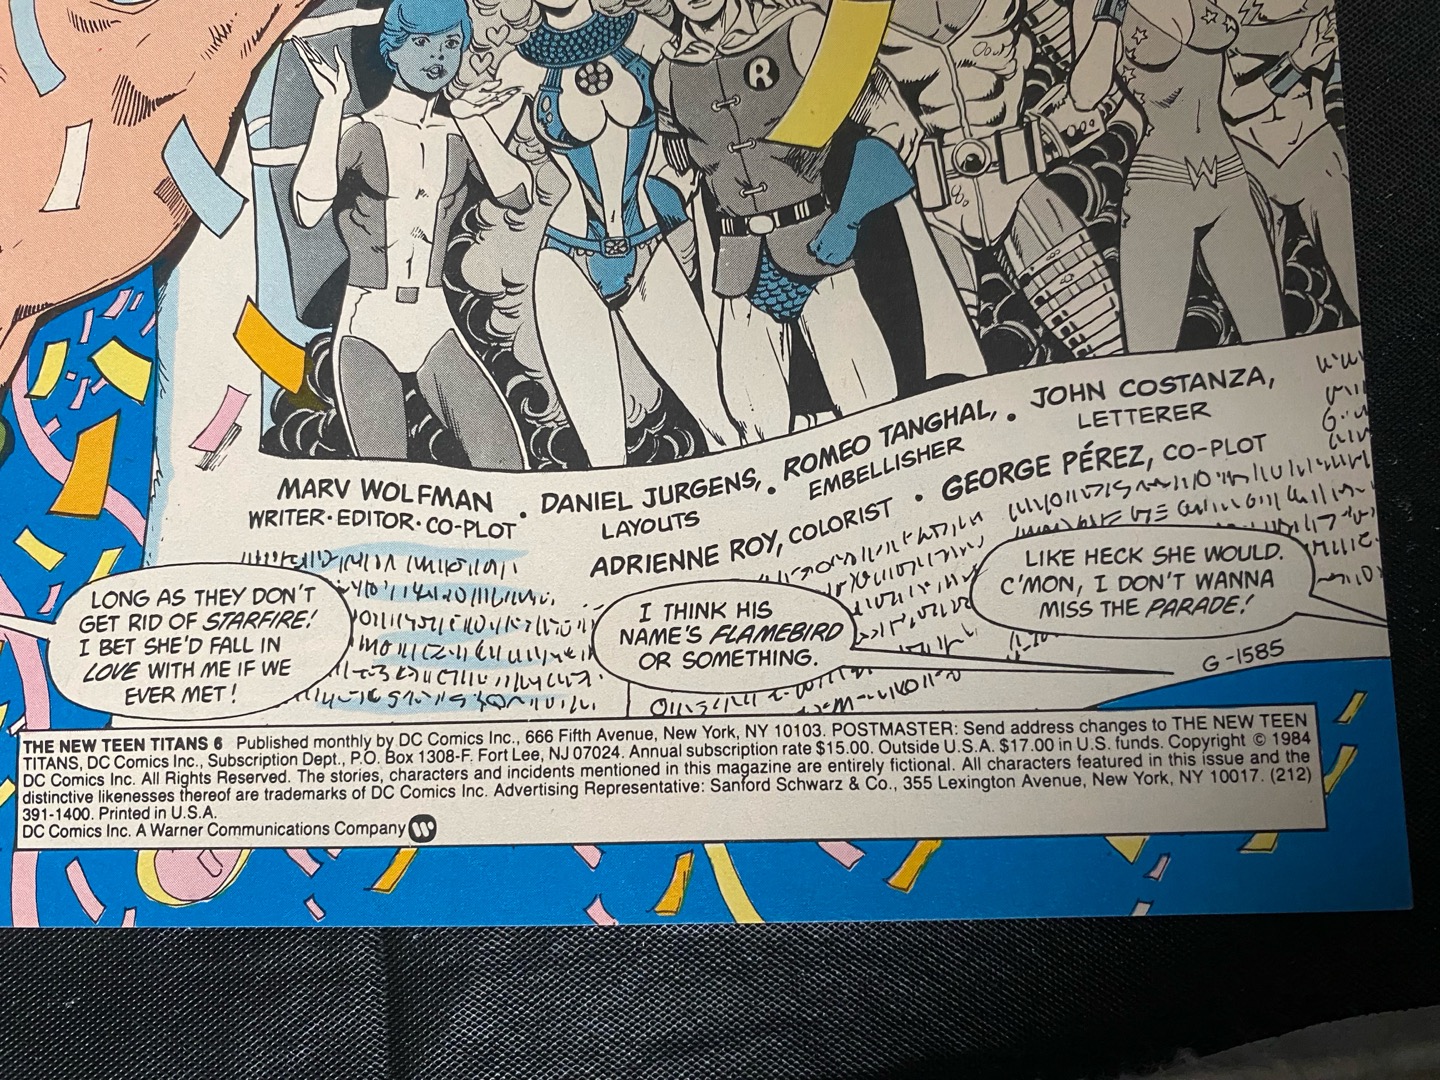 R
W
MARV WOLFMAN
WRITER · EDITOR · CO-PLOT
• DANIEL JURGENS,
LAYOUTS
• ROMEO TANGHAL,
EMBELLISHER
• JOHN COSTANZA,
LETTERER
ADRIENNE ROY, COLORIST
• GEORGE PÉREZ, CO-PLOT
LONG AS THEY DON'T
GET RID OF STARFIRE!
I BET SHE'D FALL IN
LOVE WITH ME IF WE
EVER MET!
I THINK HIS
NAME'S FLAMEBIRD
OR SOMETHING.
LIKE HECK SHE WOULD.
C'MON, I DON'T WANNA
MISS THE PARADE!
G-1585
THE NEW TEEN TITANS 6 Published monthly by DC Comics Inc., 666 Fifth Avenue, New York, NY 10103. POSTMASTER: Send address changes to THE NEW TEEN
TITANS, DC Comics Inc., Subscription Dept., P.O. Box 1308-F. Fort Lee, NJ 07024. Annual subscription rate $15.00. Outside U.S.A. $17.00 in U.S. funds. Copyright © 1984
DC Comics Inc. All Rights Reserved. The stories, characters and incidents mentioned in this magazine are entirely fictional. All characters featured in this issue and the
distinctive likenesses thereof are trademarks of DC Comics Inc. Advertising Representative: Sanford Schwarz & Co., 355 Lexington Avenue, New York, NY 10017. (212)
391-1400. Printed in U.S.A.
DC Comics Inc. A Warner Communications Company